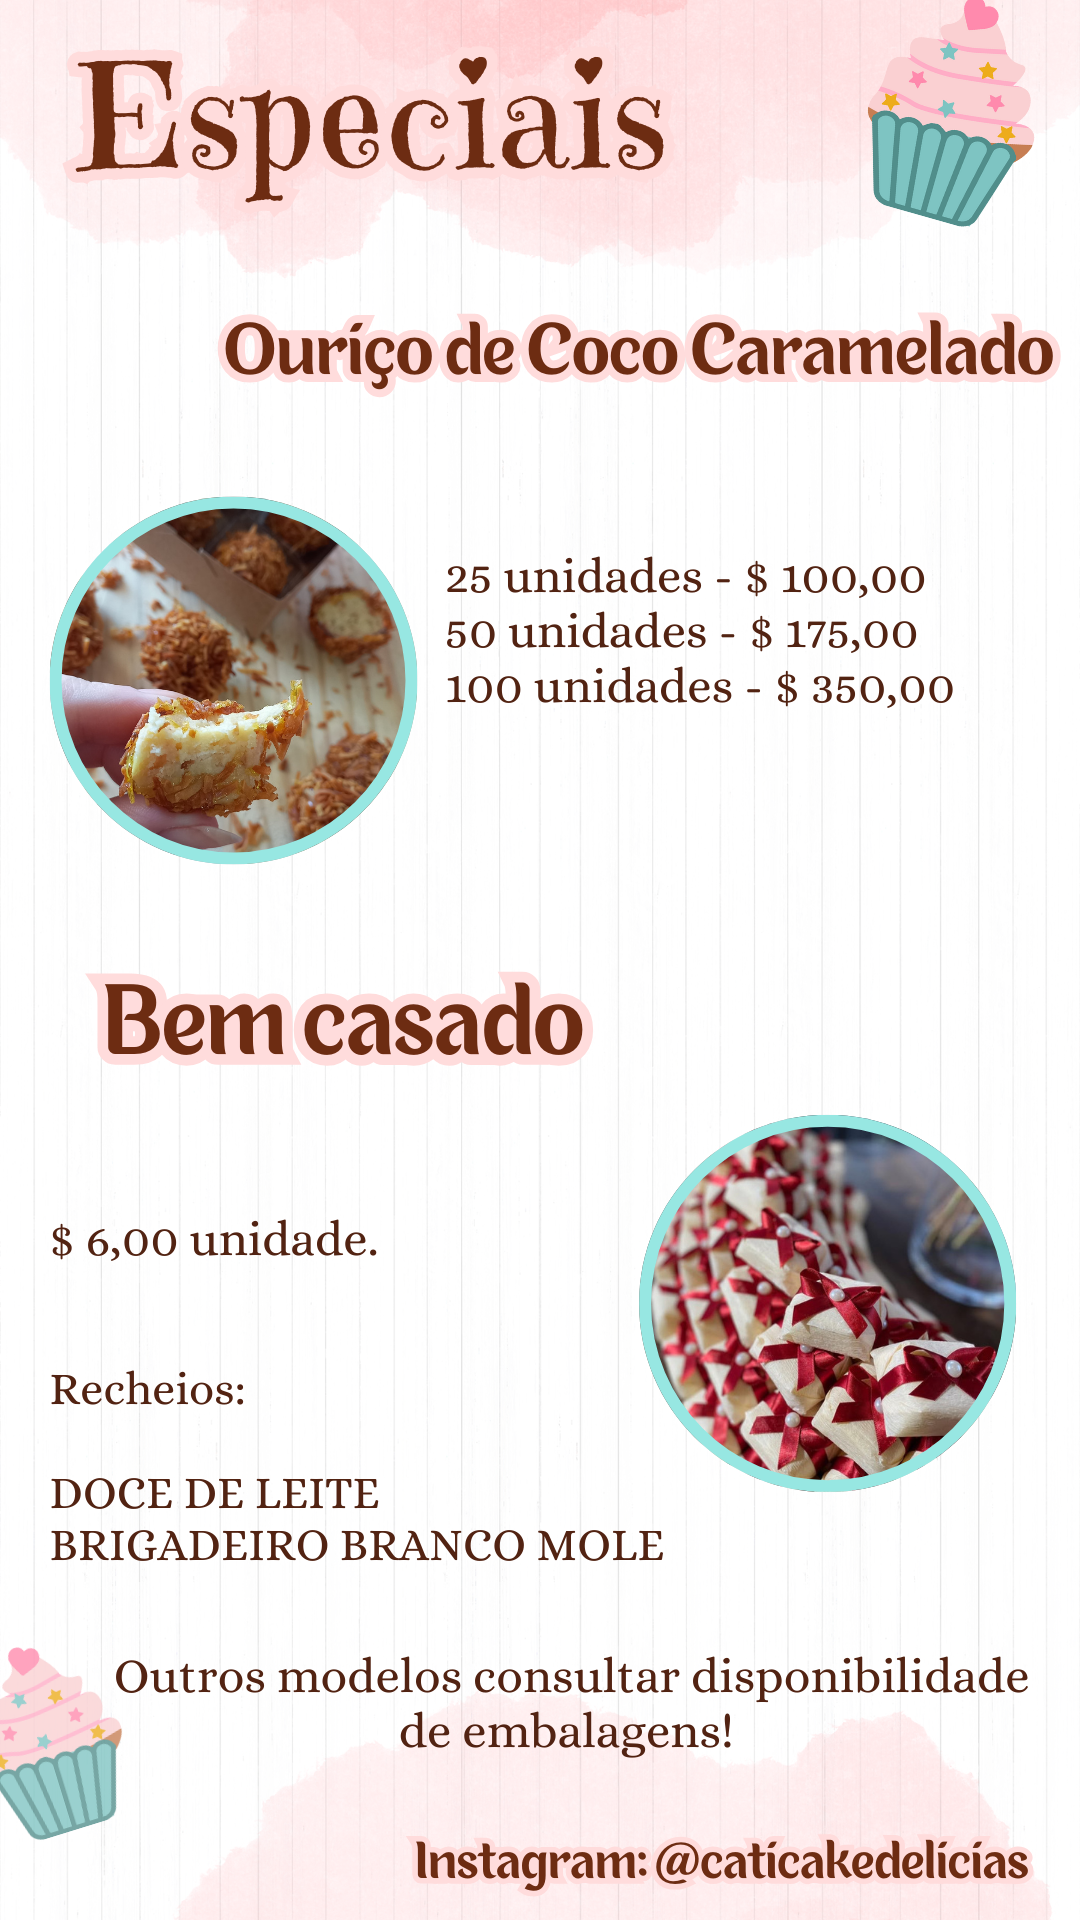 Especiais
Ouriço de Coco Caramelado
25 unidades - $ 100,00
50 unidades - $ 175,00
100 unidades - $ 350,00
Bem casado
$ 6,00 unidade.
Recheios:
DOCE DE LEITE
BRIGADEIRO BRANCO MOLE
Outros modelos consultar disponibilidade
de embalagens!
Instagram: @caticakedelicias